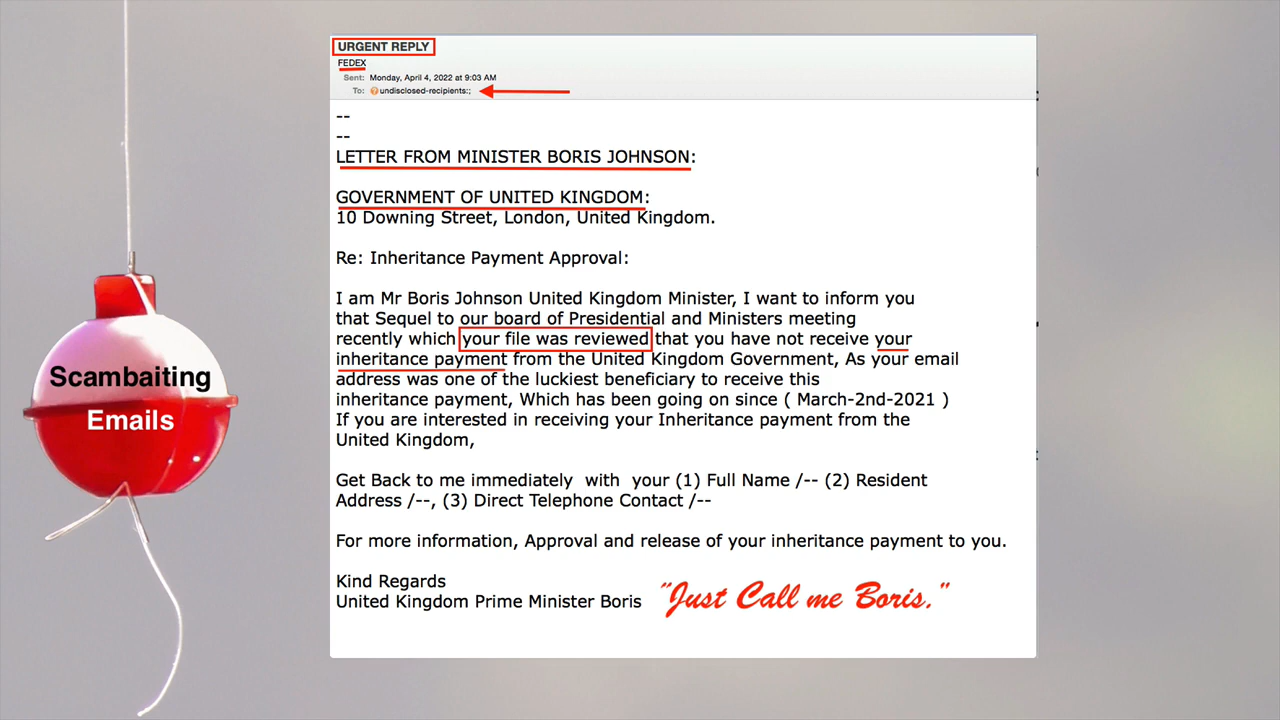 URGENT REPLY
FEDEX
Sent: Monday, April 4, 2022 at 9:03 AM
To: undisclosed-recipients:;
--
--
LETTER FROM MINISTER BORIS JOHNSON:
GOVERNMENT OF UNITED KINGDOM:
10 Downing Street, London, United Kingdom.
Re: Inheritance Payment Approval:
I am Mr Boris Johnson United Kingdom Minister, I want to inform you
that Sequel to our board of Presidential and Ministers meeting
recently which your file was reviewed that you have not receive your
inheritance payment from the United Kingdom Government, As your email
address was one of the luckiest beneficiary to receive this
inheritance payment, Which has been going on since ( March-2nd-2021 )
If you are interested in receiving your Inheritance payment from the
United Kingdom,
Get Back to me immediately  with  your (1) Full Name /-- (2) Resident
Address /--, (3) Direct Telephone Contact /--
For more information, Approval and release of your inheritance payment to you.
Kind Regards
United Kingdom Prime Minister Boris
"Just Call me Boris."
Scambaiting
Emails